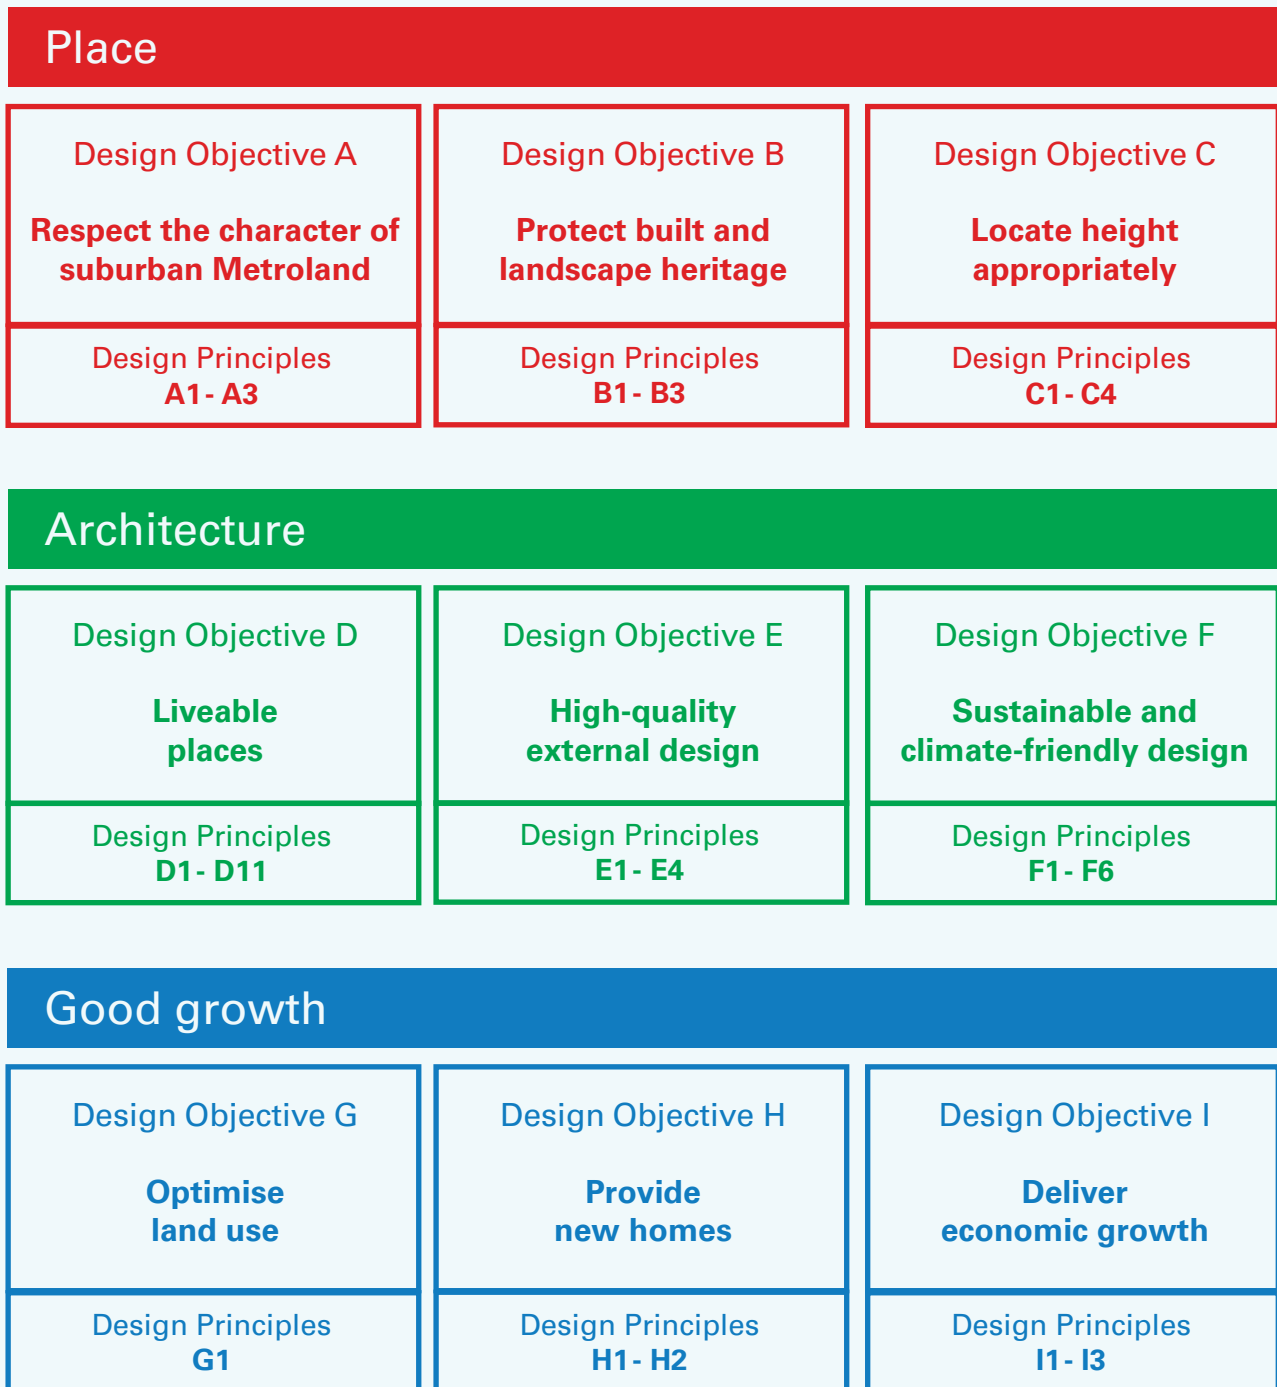 Place
Design Objective A
Respect the character of
suburban Metroland
Design Principles
A1- A3
Design Objective B
Protect built and
landscape heritage
Design Principles
B1- B3
Design Objective C
Locate height
appropriately
Design Principles
C1- C4
Architecture
Design Objective D
Liveable
places
Design Principles
D1- D11
Design Objective E
High-quality
external design
Design Principles
E1- E4
Design Objective F
Sustainable and
climate-friendly design
Design Principles
F1- F6
Good growth
Design Objective G
Optimise
land use
Design Principles
G1
Design Objective H
Provide
new homes
Design Principles
H1- H2
Design Objective I
Deliver
economic growth
Design Principles
I1- I3